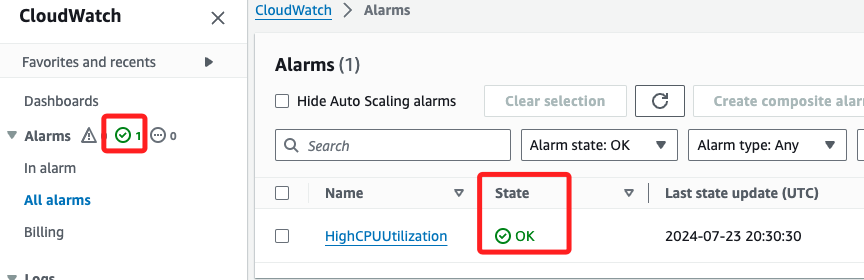 CloudWatch
CloudWatch > Alarms
Favorites and recents
Dashboards
Alarms 1 0
In alarm
All alarms
Billing
Logs
Alarms (1)
Hide Auto Scaling alarms
Clear selection
Create composite alar
Search
Alarm state: OK
Alarm type: Any
Name
State
Last state update (UTC)
HighCPUUtilization
OK
2024-07-23 20:30:30